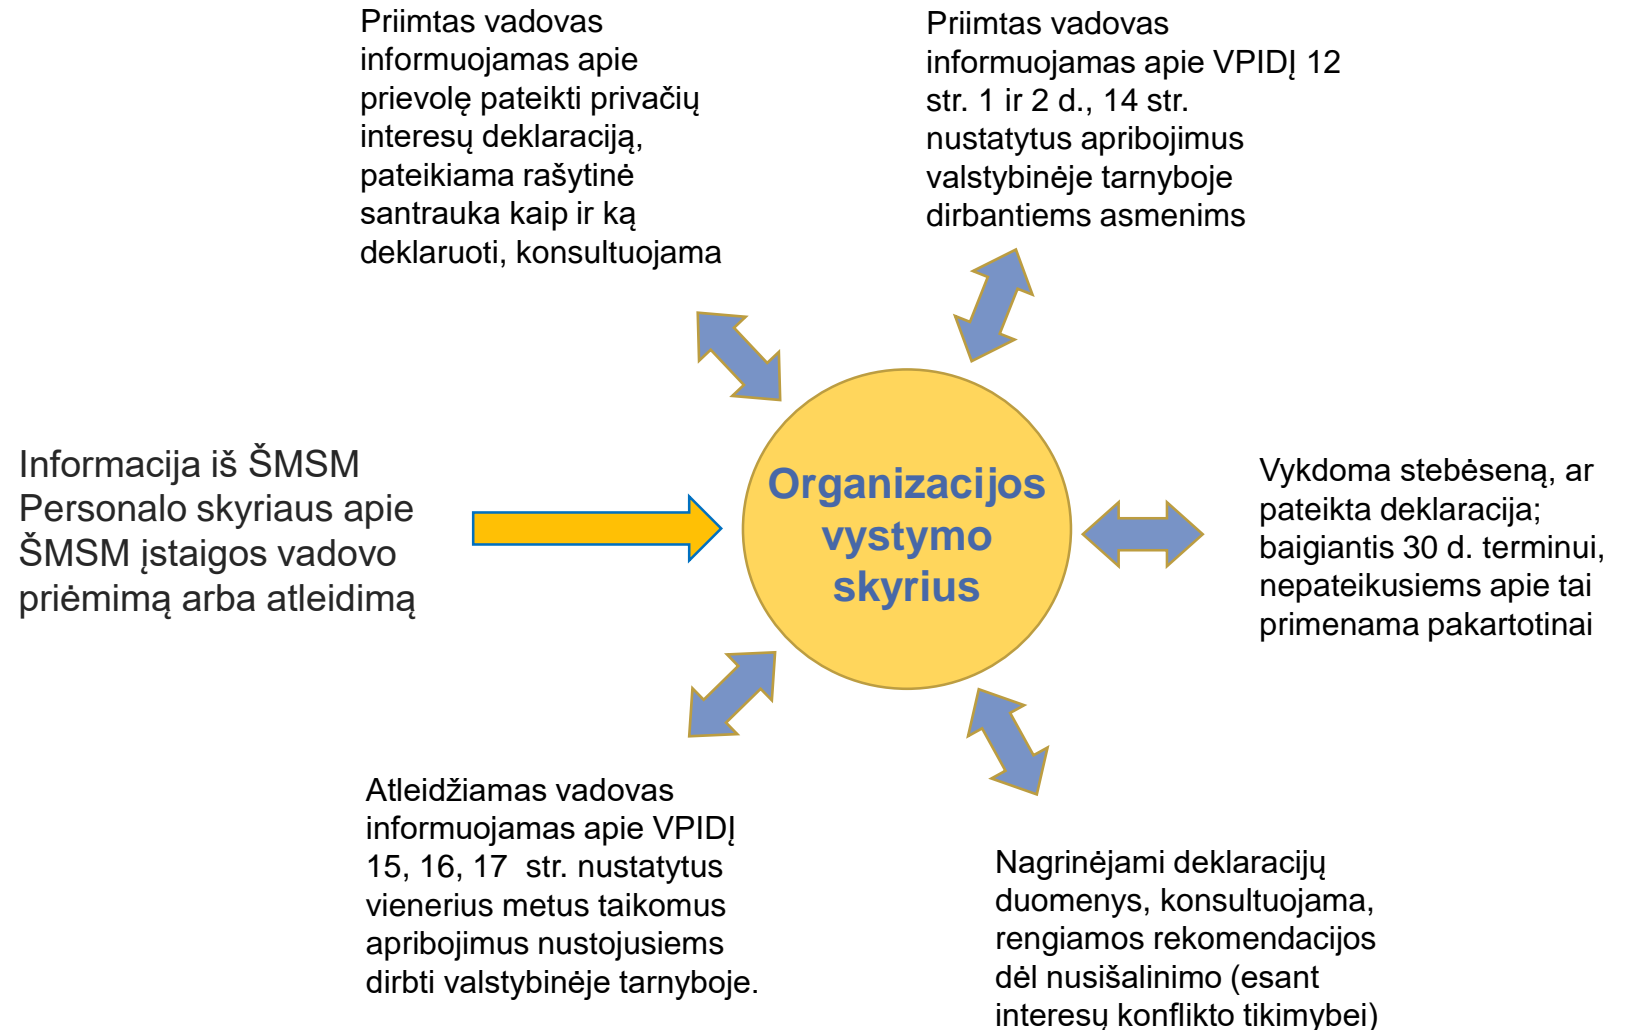 Priimtas vadovas
informuojamas apie
prievolę pateikti privačių
interesų deklaraciją,
pateikiama rašytinė
santrauka kaip ir ką
deklaruoti, konsultuojama
Priimtas vadovas
informuojamas apie VPIDĮ 12
str. 1 ir 2 d., 14 str.
nustatytus apribojimus
valstybinėje tarnyboje
dirbantiems asmenims
Informacija iš ŠMSM
Personalo skyriaus apie
ŠMSM įstaigos vadovo
priėmimą arba atleidimą
Organizacijos
vystymo
skyrius
Vykdoma stebėseną, ar
pateikta deklaracija;
baigiantis 30 d. terminui,
nepateikusiems apie tai
primenama pakartotinai
Atleidžiamas vadovas
informuojamas apie VPIDĮ
15, 16, 17 str. nustatytus
vienerius metus taikomus
apribojimus nustojusiems
dirbti valstybinėje tarnyboje.
Nagrinėjami deklaracijų
duomenys, konsultuojama,
rengiamos rekomendacijos
dėl nusišalinimo (esant
interesų konflikto tikimybei)